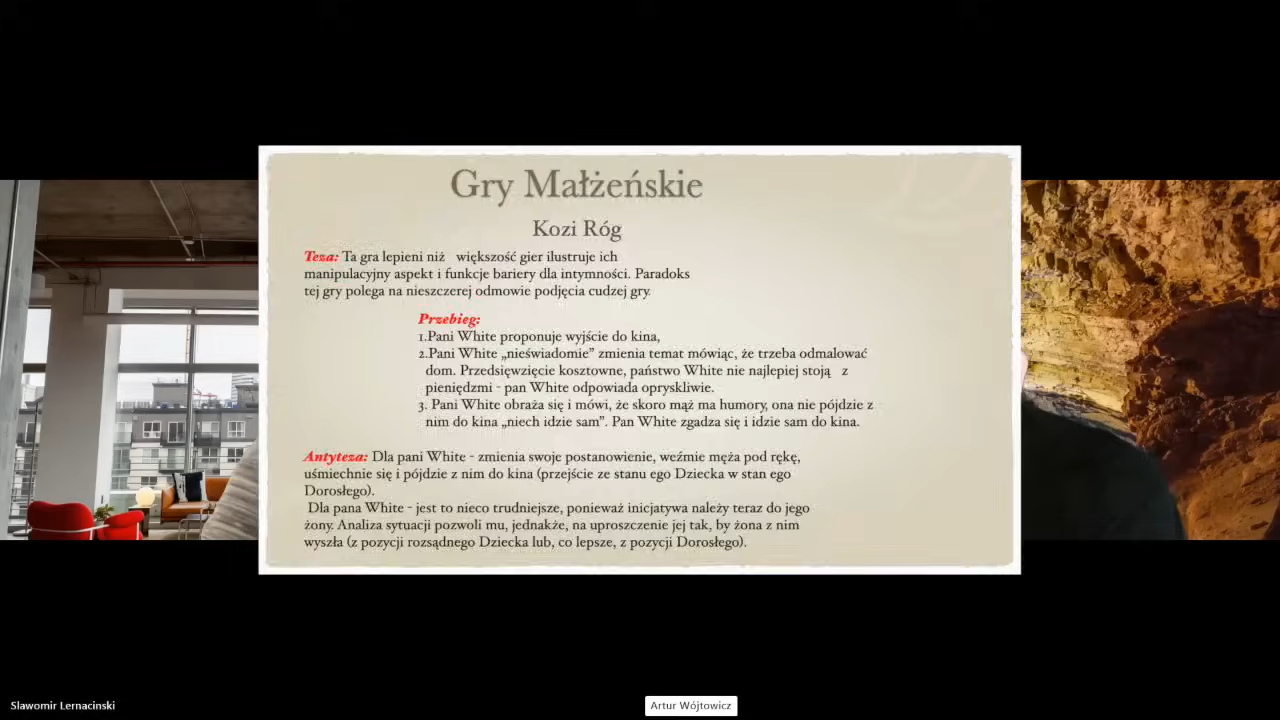 Gry Małżeńskie
Kozi Róg
Teza: Ta gra lepieni niż większość gier ilustruje ich
manipulacyjny aspekt i funkcje bariery dla intymności. Paradoks
tej gry polega na nieszczerej odmowie podjęcia cudzej gry.
Przebieg:
1.Pani White proponuje wyjście do kina,
2.Pani White „nieświadomie” zmienia temat mówiąc, że trzeba odmalować
dom. Przedsięwzięcie kosztowne, państwo White nie najlepiej stoją z
pieniędzmi - pan White odpowiada opryskliwie.
3. Pani White obraża się i mówi, że skoro mąż ma humory, ona nie pójdzie z
nim do kina „niech idzie sam”. Pan White zgadza się i idzie sam do kina.
Antyteza: Dla pani White - zmienia swoje postanowienie, weźmie męża pod rękę,
uśmiechnie się i pójdzie z nim do kina (przejście ze stanu ego Dziecka w stan ego
Dorosłego).
Dla pana White - jest to nieco trudniejsze, ponieważ inicjatywa należy teraz do jego
żony. Analiza sytuacji pozwoli mu, jednakże, na uproszczenie jej tak, by żona z nim
wyszła (z pozycji rozsądnego Dziecka lub, co lepsze, z pozycji Dorosłego).
Slawomir Lernacinski
Artur Wójtowicz